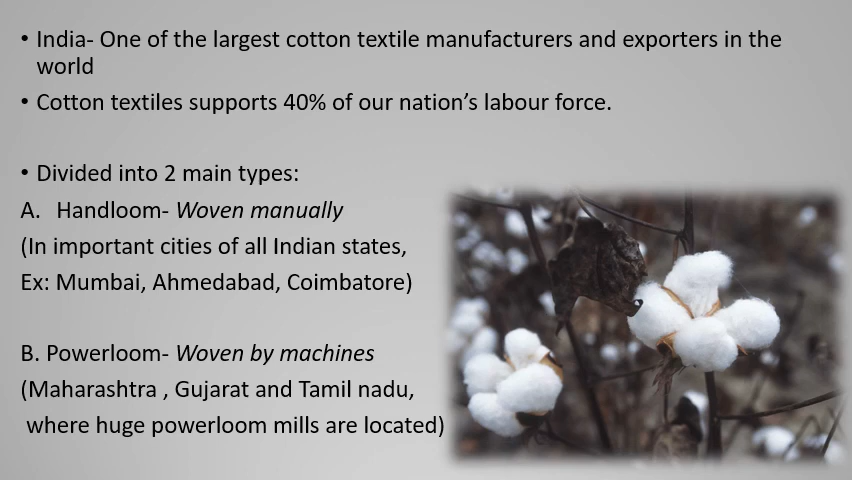 • India- One of the largest cotton textile manufacturers and exporters in the
world
• Cotton textiles supports 40% of our nation’s labour force.
• Divided into 2 main types:
A. Handloom- Woven manually
(In important cities of all Indian states,
Ex: Mumbai, Ahmedabad, Coimbatore)
B. Powerloom- Woven by machines
(Maharashtra , Gujarat and Tamil nadu,
where huge powerloom mills are located)